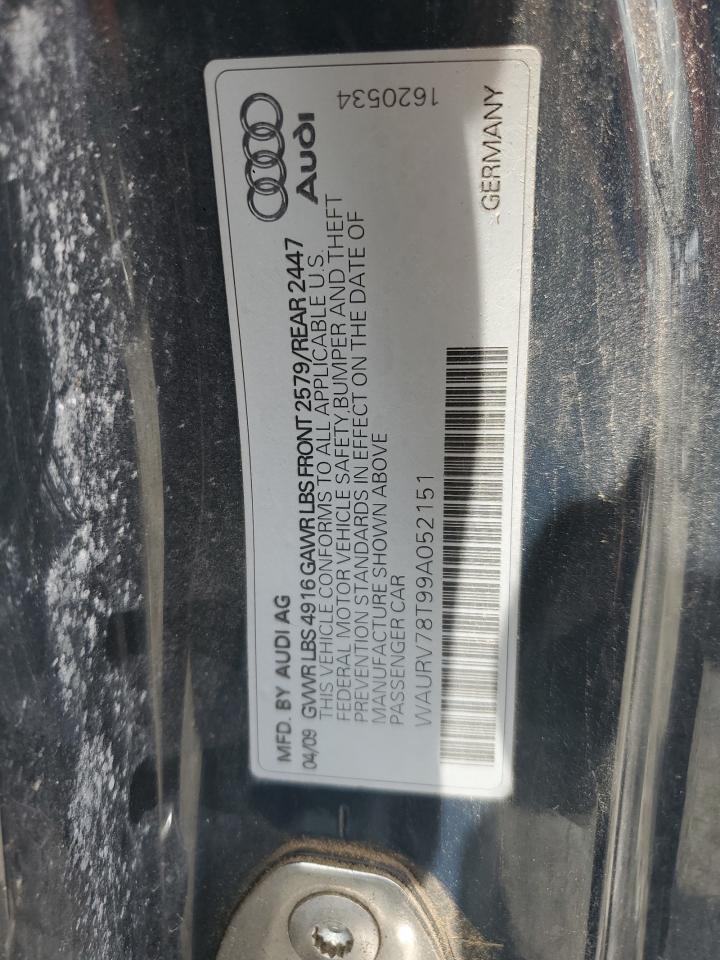 MFD. BY AUDI AG
04/09 GVWR LBS 4916 GAWR LBS FRONT 2579/REAR 2447
THIS VEHICLE CONFORMS TO ALL APPLICABLE U.S.
FEDERAL MOTOR VEHICLE SAFETY, BUMPER AND THEFT
PREVENTION STANDARDS IN EFFECT ON THE DATE OF
MANUFACTURE SHOWN ABOVE
PASSENGER CAR
WAURV78T99A052151
Audi
1620534
GERMANY